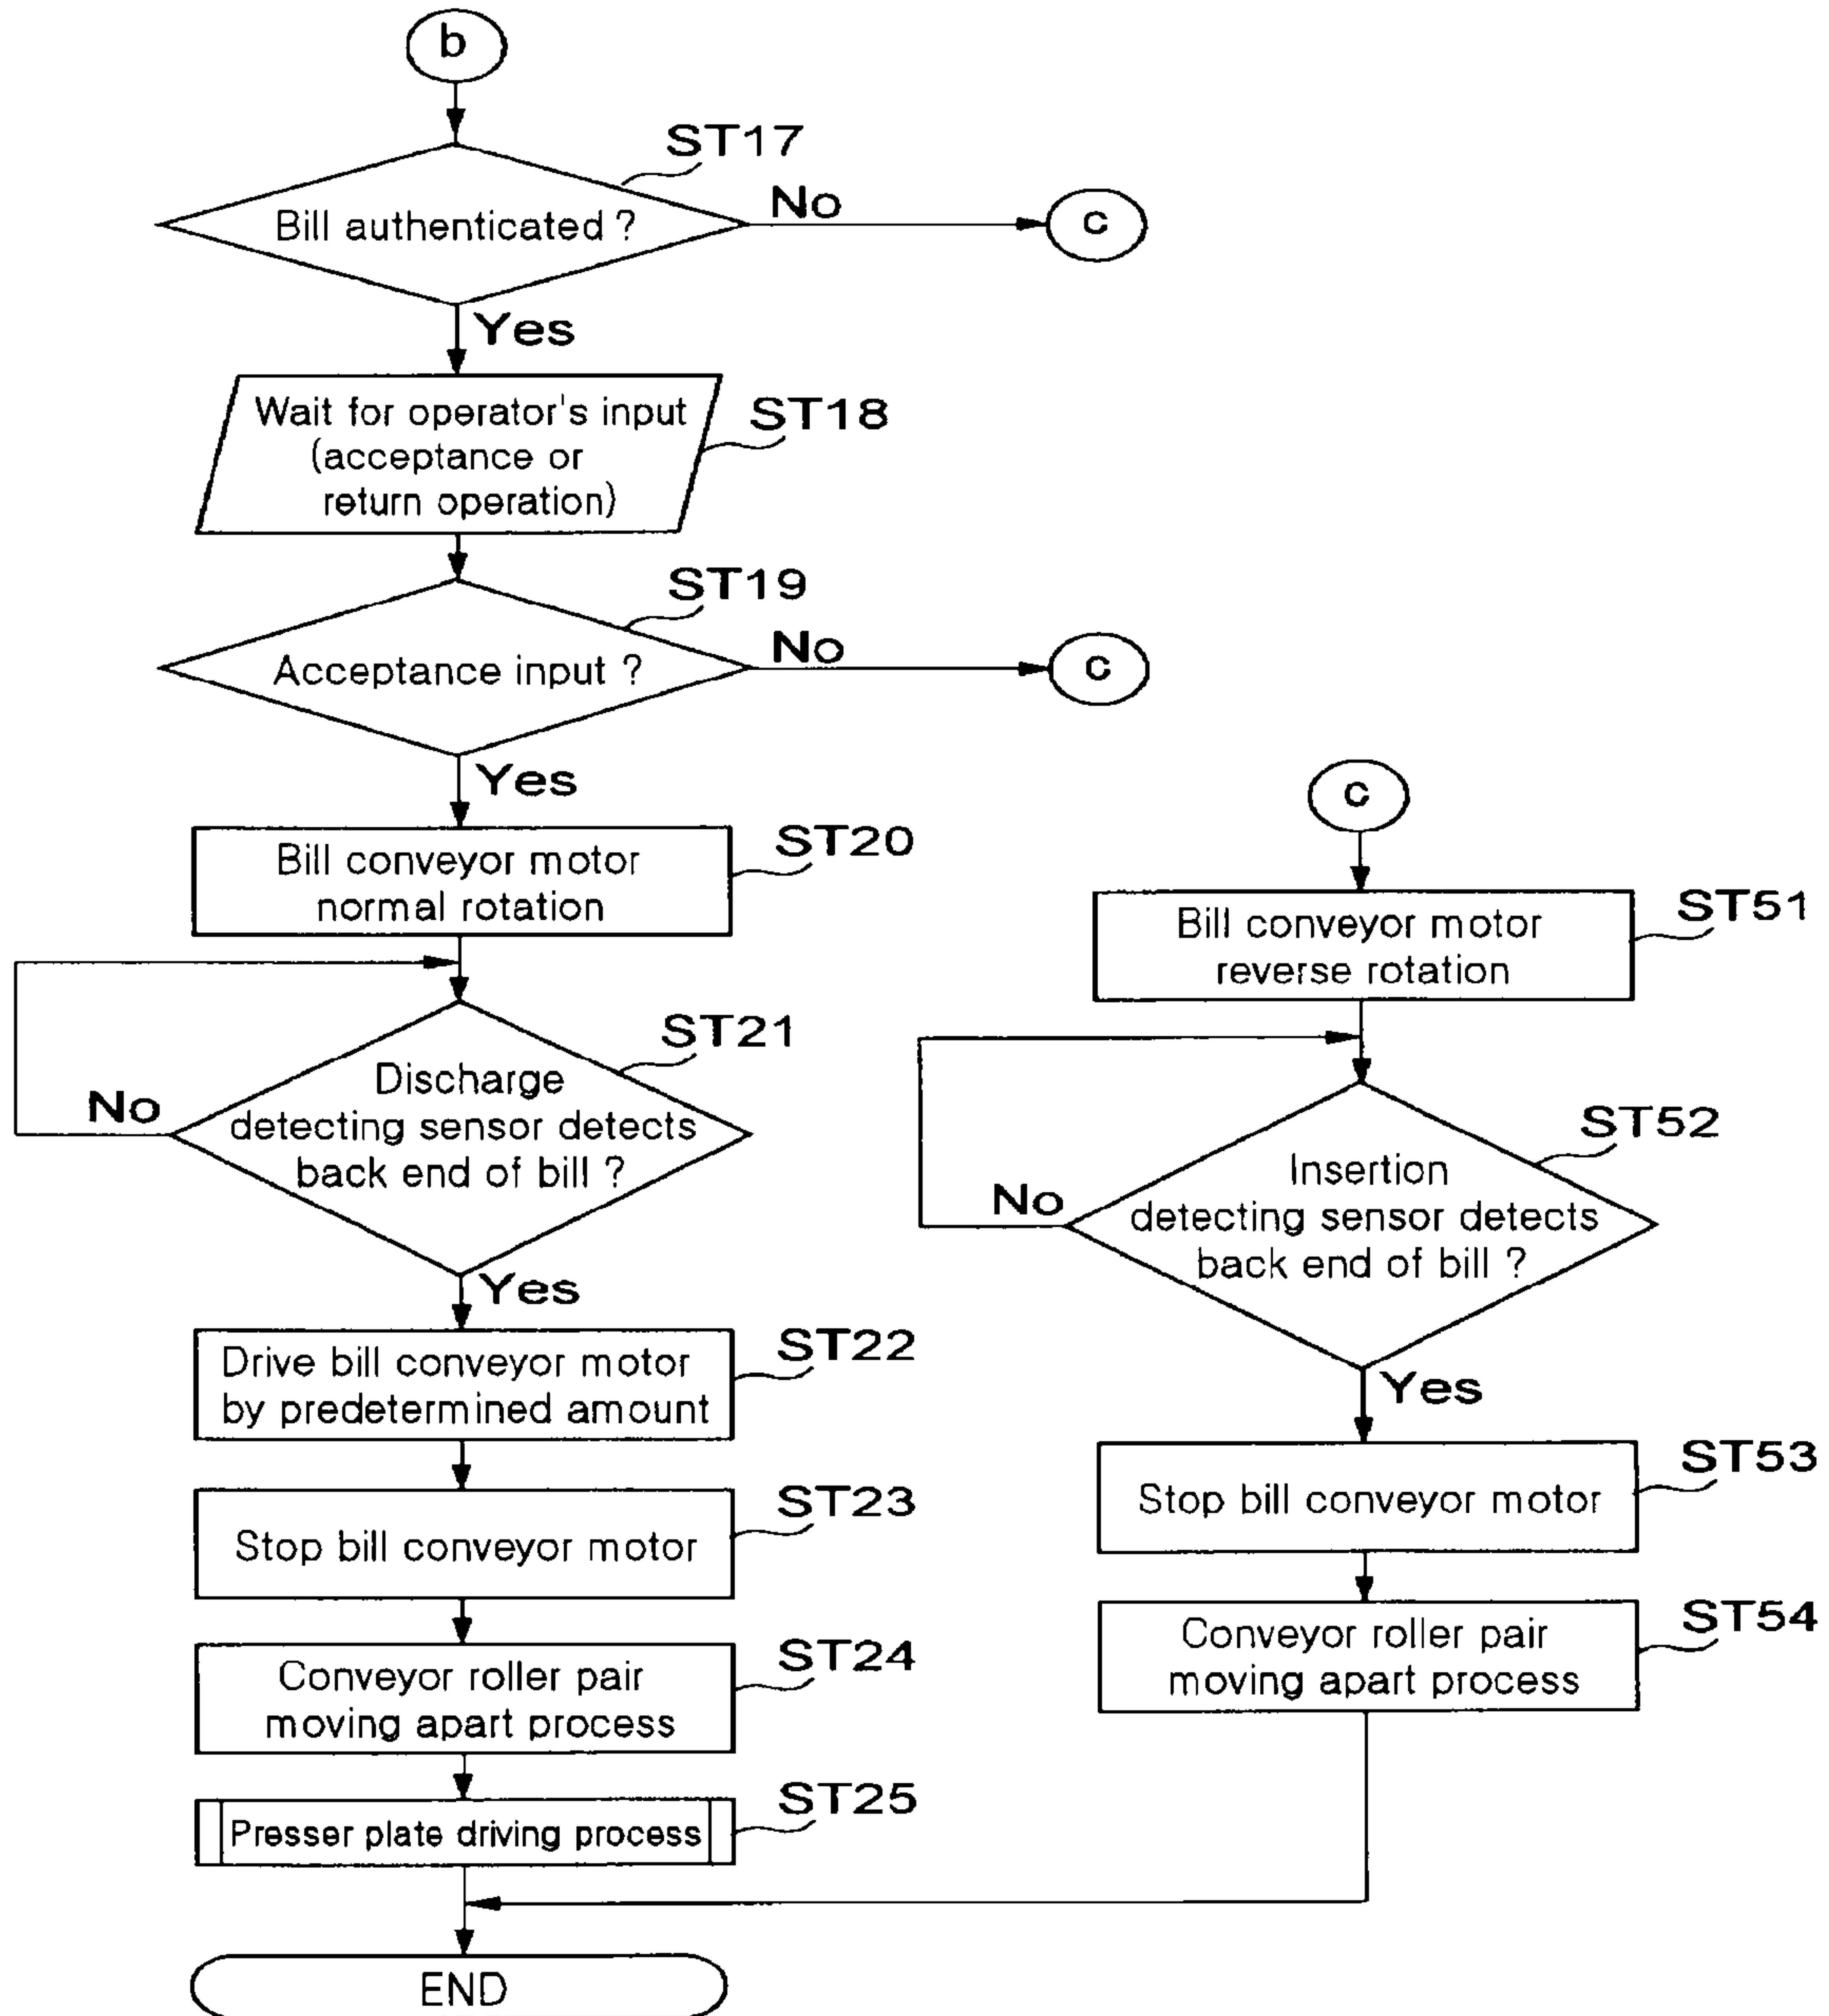 b
ST17
Bill authenticated ?
No
c
Yes
Wait for operator's input
(acceptance or
return operation)
ST18
ST19
Acceptance input ?
No
c
Yes
Bill conveyor motor
normal rotation
ST20
ST21
Discharge
detecting sensor detects
back end of bill ?
No
Yes
Drive bill conveyor motor
by predetermined amount
ST22
Stop bill conveyor motor
ST23
Conveyor roller pair
moving apart process
ST24
Presser plate driving process
ST25
c
Bill conveyor motor
reverse rotation
ST51
ST52
Insertion
detecting sensor detects
back end of bill ?
No
Yes
Stop bill conveyor motor
ST53
Conveyor roller pair
moving apart process
ST54
END